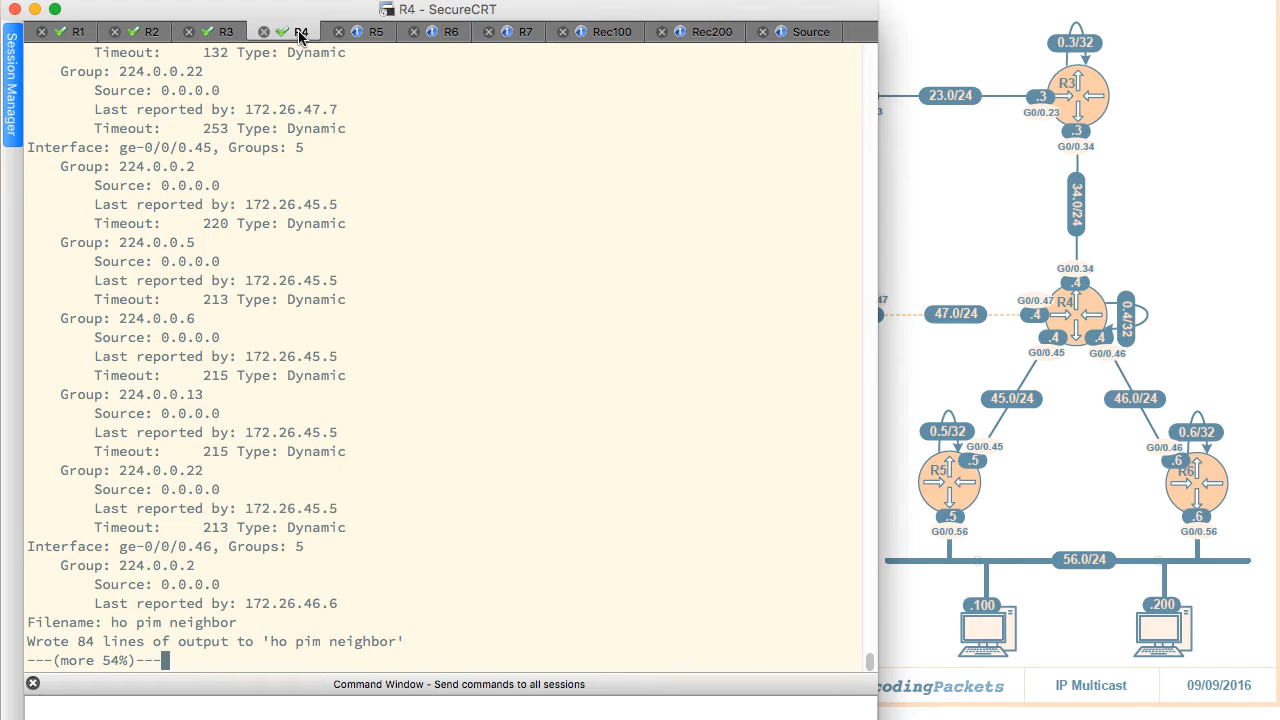 R4 - SecureCRT
R1
R2
R3
R4
R5
R6
R7
Rec100
Rec200
Source
Session Manager
Timeout: 132 Type: Dynamic
Group: 224.0.0.22
Source: 0.0.0.0
Last reported by: 172.26.47.7
Timeout: 253 Type: Dynamic
Interface: ge-0/0/0.45, Groups: 5
Group: 224.0.0.2
Source: 0.0.0.0
Last reported by: 172.26.45.5
Timeout: 220 Type: Dynamic
Group: 224.0.0.5
Source: 0.0.0.0
Last reported by: 172.26.45.5
Timeout: 213 Type: Dynamic
Group: 224.0.0.6
Source: 0.0.0.0
Last reported by: 172.26.45.5
Timeout: 215 Type: Dynamic
Group: 224.0.0.13
Source: 0.0.0.0
Last reported by: 172.26.45.5
Timeout: 215 Type: Dynamic
Group: 224.0.0.22
Source: 0.0.0.0
Last reported by: 172.26.45.5
Timeout: 213 Type: Dynamic
Interface: ge-0/0/0.46, Groups: 5
Group: 224.0.0.2
Source: 0.0.0.0
Last reported by: 172.26.46.6
Filename: ho pim neighbor
Wrote 84 lines of output to 'ho pim neighbor'
---(more 54%)---
Command Window - Send commands to all sessions
0.3/32
R3
23.0/24
.3
3
G0/0.23
.3
G0/0.34
34.0/24
G0/0.34
.4
47
G0/0.47
R4
47.0/24
.4
0.4/32
.4
.4
G0/0.45
G0/0.46
45.0/24
46.0/24
0.5/32
0.6/32
G0/0.45
G0/0.46
R5
.5
.6
R6
.5
.6
G0/0.56
G0/0.56
56.0/24
.100
.200
codingPackets
IP Multicast
09/09/2016